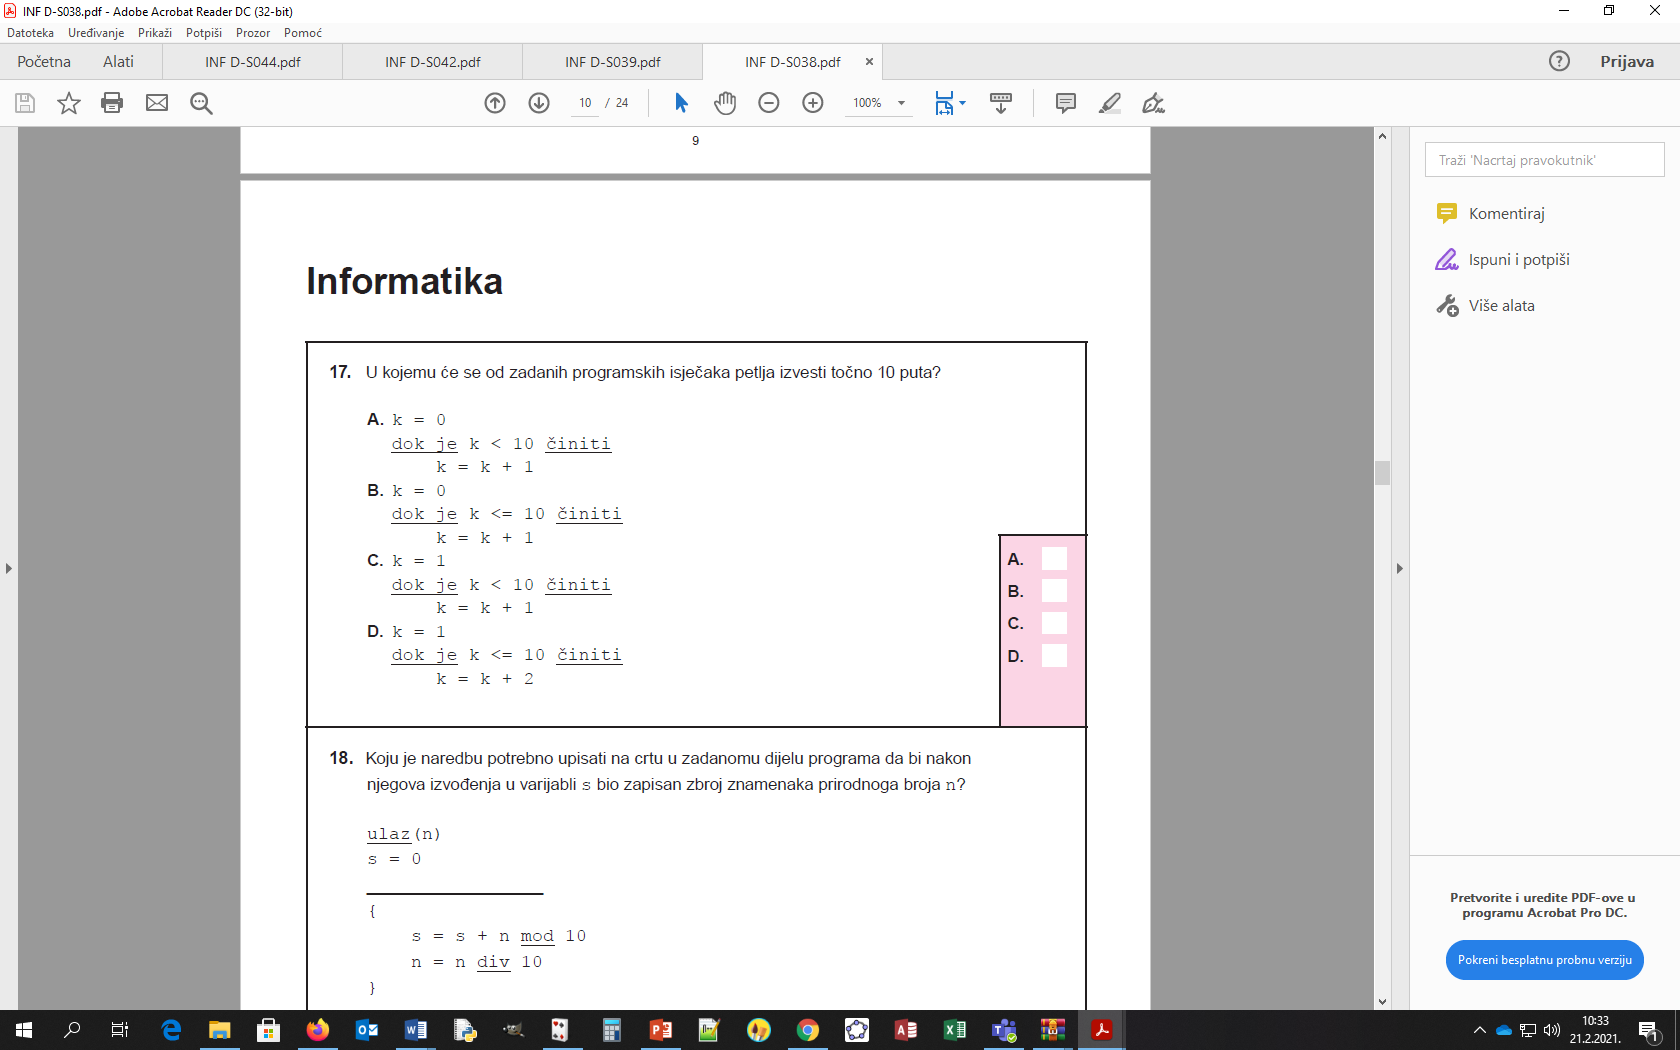 INF D-S038.pdf - Adobe Acrobat Reader DC (32-bit)
Datoteka Uređivanje Prikaži Potpiši Prozor Pomoć
Početna Alati INF D-S044.pdf INF D-S042.pdf INF D-S039.pdf INF D-S038.pdf × ? Prijava
10 / 24 100%
9
Informatika
17. U kojemu će se od zadanih programskih isječaka petlja izvesti točno 10 puta?
A. k = 0
dok je k < 10 činiti
k = k + 1
B. k = 0
dok je k <= 10 činiti
k = k + 1
C. k = 1
dok je k < 10 činiti
k = k + 1
D. k = 1
dok je k <= 10 činiti
k = k + 2
A.
B.
C.
D.
18. Koju je naredbu potrebno upisati na crtu u zadanomu dijelu programa da bi nakon
njegova izvođenja u varijabli s bio zapisan zbroj znamenaka prirodnoga broja n?
ulaz(n)
s = 0
{
s = s + n mod 10
n = n div 10
}
Traži 'Nacrtaj pravokutnik'
Komentiraj
Ispuni i potpiši
Više alata
Pretvorite i uredite PDF-ove u
programu Acrobat Pro DC.
Pokreni besplatnu probnu verziju
10:33
21.2.2021.
1